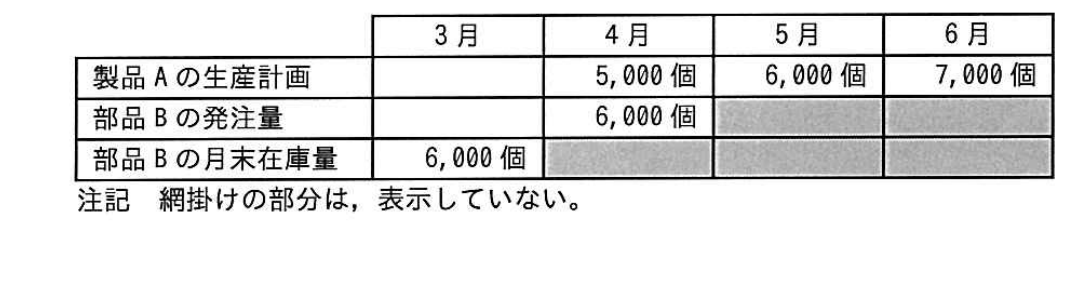 3月 4月 5月 6月
製品Aの生産計画 5,000個 6,000個 7,000個
部品Bの発注量 6,000個
部品Bの月末在庫量 6,000個
注記 網掛けの部分は，表示していない。